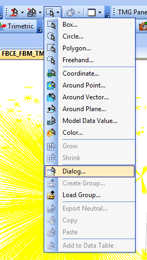 TMG Pane
Trimetric
FBCE_FBM_TM
Box...
Circle...
Polygon...
Freehand...
Coordinate...
Around Point...
Around Vector...
Around Plane...
Model Data Value...
Color...
Grow
Shrink
Dialog...
Create Group...
Load Group...
Export Neutral...
Copy
Paste
Add to Data Table